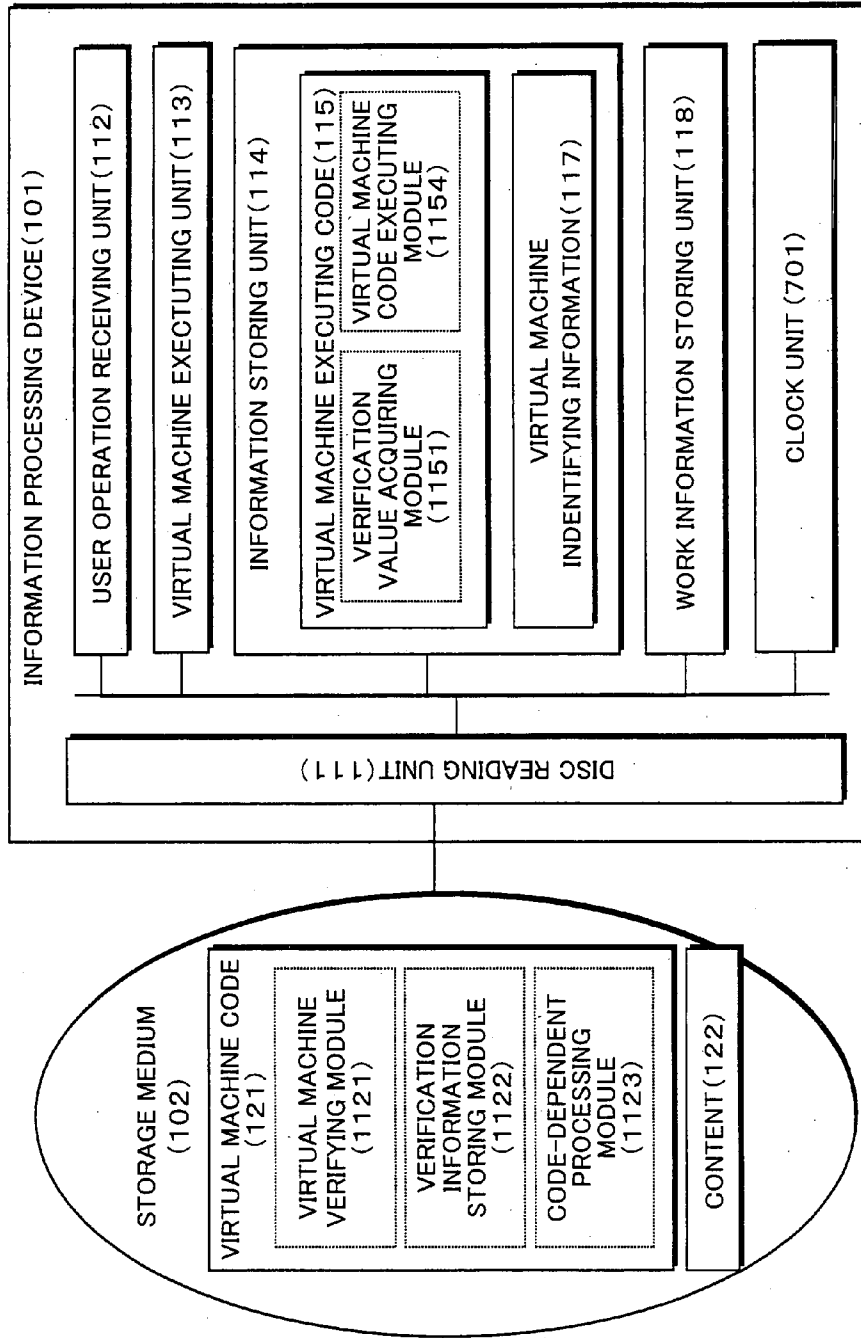 STORAGE MEDIUM
(102)
VIRTUAL MACHINE CODE
(121)
VIRTUAL MACHINE
VERIFYING MODULE
(1121)
VERIFICATION
INFORMATION
STORING MODULE
(1122)
CODE-DEPENDENT
PROCESSING
MODULE
(1123)
CONTENT(122)
INFORMATION PROCESSING DEVICE(101)
DISC READING UNIT(111)
USER OPERATION RECEIVING UNIT(112)
VIRTUAL MACHINE EXECTUTING UNIT(113)
INFORMATION STORING UNIT(114)
VIRTUAL MACHINE EXECUTING CODE(115)
VERIFICATION
VALUE ACQUIRING
MODULE
(1151)
VIRTUAL MACHINE
CODE EXECUTING
MODULE
(1154)
VIRTUAL MACHINE
INDENTIFYING INFORMATION(117)
WORK INFORMATION STORING UNIT(118)
CLOCK UNIT(701)